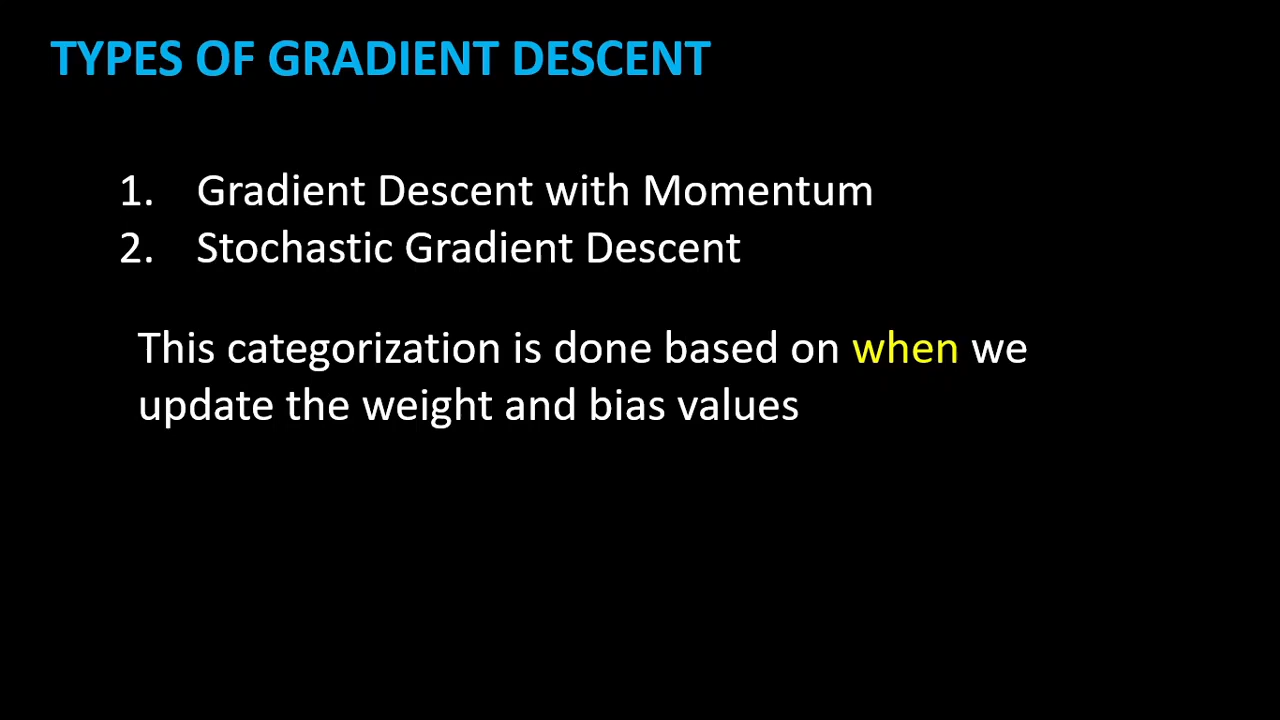 TYPES OF GRADIENT DESCENT
1. Gradient Descent with Momentum
2. Stochastic Gradient Descent
This categorization is done based on when we
update the weight and bias values